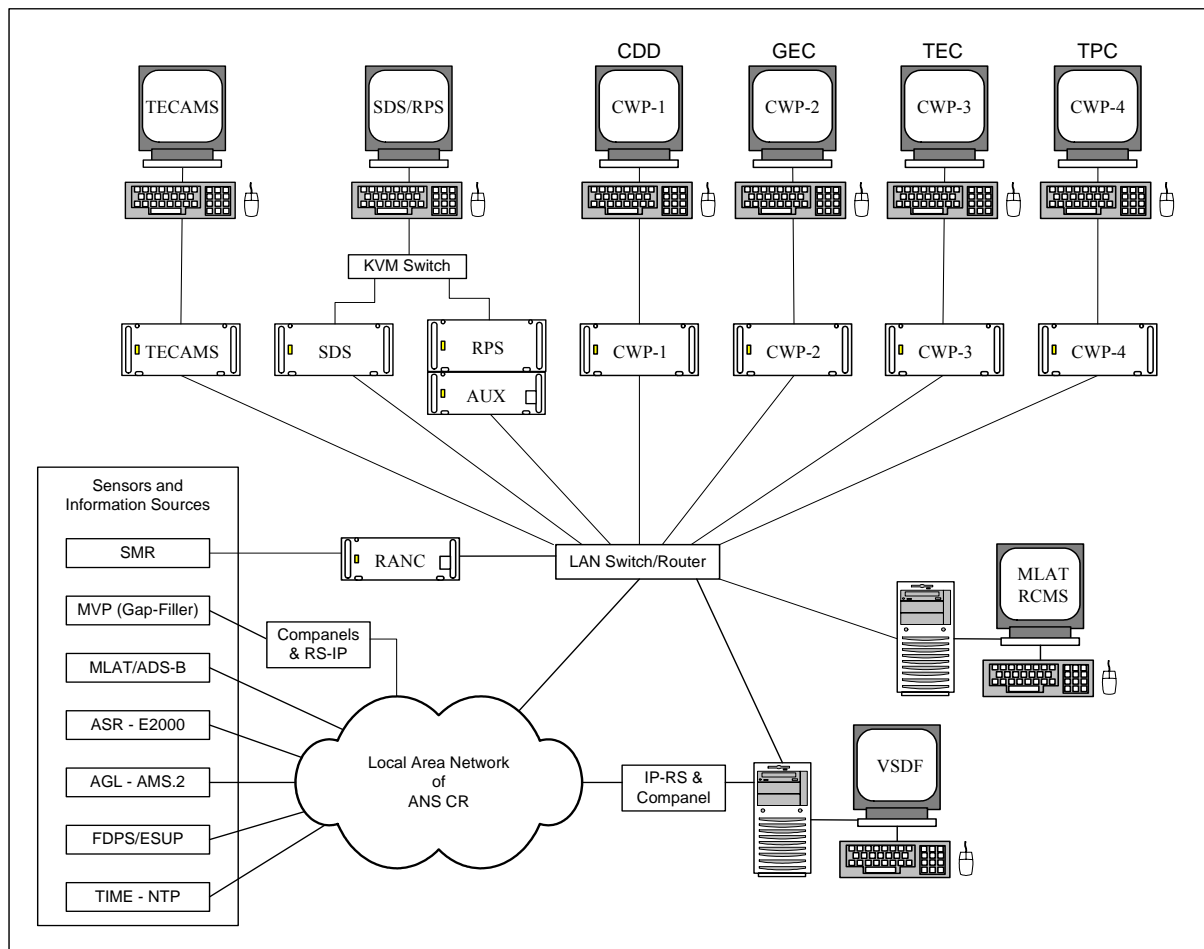 CDD
GEC
TEC
TPC
TECAMS
SDS/RPS
CWP-1
CWP-2
CWP-3
CWP-4
KVM Switch
TECAMS
SDS
RPS
AUX
CWP-1
CWP-2
CWP-3
CWP-4
Sensors and
Information Sources
SMR
MVP (Gap-Filler)
MLAT/ADS-B
ASR - E2000
AGL - AMS.2
FDPS/ESUP
TIME - NTP
RANC
LAN Switch/Router
Companels
& RS-IP
Local Area Network
of
ANS CR
IP-RS &
Companel
MLAT
RCMS
VSDF